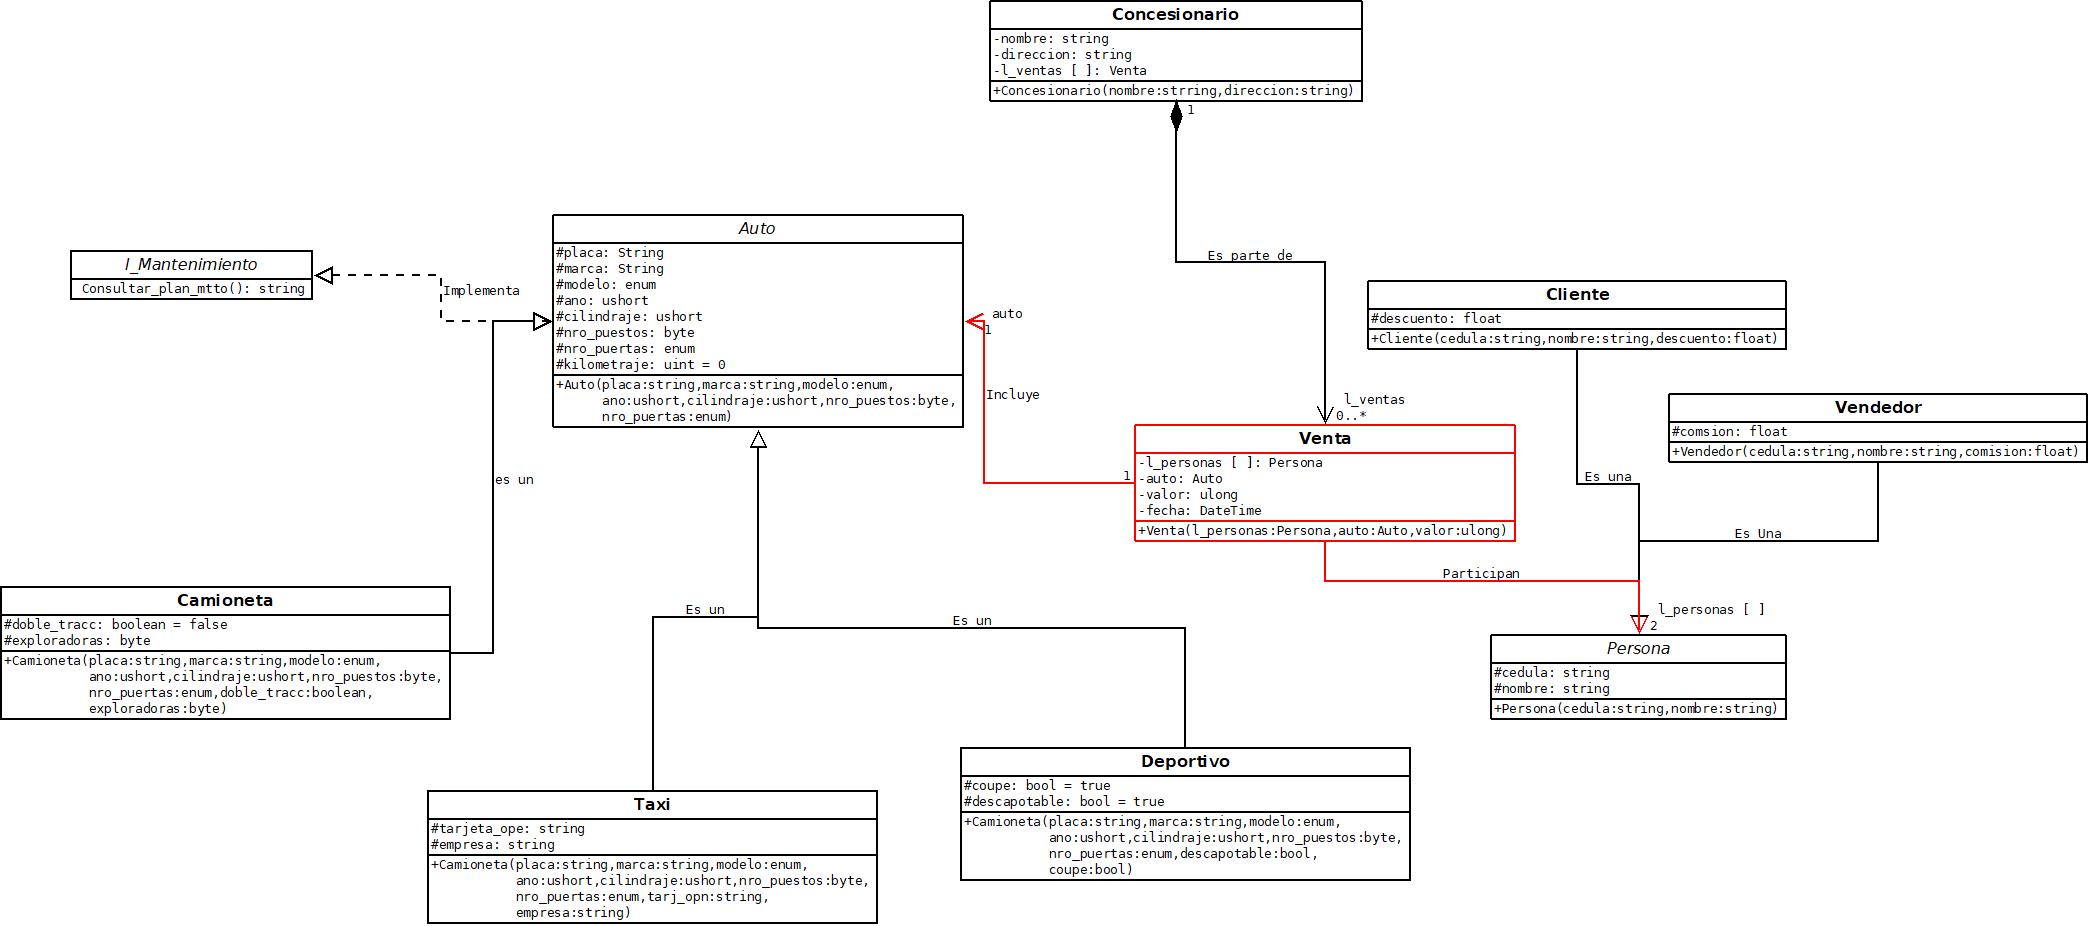 Concesionario
-nombre: string
-direccion: string
-l_ventas [ ]: Venta
+Concesionario(nombre:strring,direccion:string)
1
Es parte de
l_ventas
0..*
I_Mantenimiento
Consultar_plan_mtto(): string
Implementa
Auto
#placa: String
#marca: String
#modelo: enum
#ano: ushort
#cilindraje: ushort
#nro_puestos: byte
#nro_puertas: enum
#kilometraje: uint = 0
+Auto(placa:string,marca:string,modelo:enum,
ano:ushort,cilindraje:ushort,nro_puestos:byte,
nro_puertas:enum)
auto
1
Incluye
1
Cliente
#descuento: float
+Cliente(cedula:string,nombre:string,descuento:float)
Es una
Vendedor
#comsion: float
+Vendedor(cedula:string,nombre:string,comision:float)
Es Una
Venta
-l_personas [ ]: Persona
-auto: Auto
-valor: ulong
-fecha: DateTime
+Venta(l_personas:Persona,auto:Auto,valor:ulong)
Participan
l_personas [ ]
2
Persona
#cedula: string
#nombre: string
+Persona(cedula:string,nombre:string)
es un
Camioneta
#doble_tracc: boolean = false
#exploradoras: byte
+Camioneta(placa:string,marca:string,modelo:enum,
ano:ushort,cilindraje:ushort,nro_puestos:byte,
nro_puertas:enum,doble_tracc:boolean,
exploradoras:byte)
Es un
Es un
Taxi
#tarjeta_ope: string
#empresa: string
+Camioneta(placa:string,marca:string,modelo:enum,
ano:ushort,cilindraje:ushort,nro_puestos:byte,
nro_puertas:enum,tarj_opn:string,
empresa:string)
Deportivo
#coupe: bool = true
#descapotable: bool = true
+Camioneta(placa:string,marca:string,modelo:enum,
ano:ushort,cilindraje:ushort,nro_puestos:byte,
nro_puertas:enum,descapotable:bool,
coupe:bool)